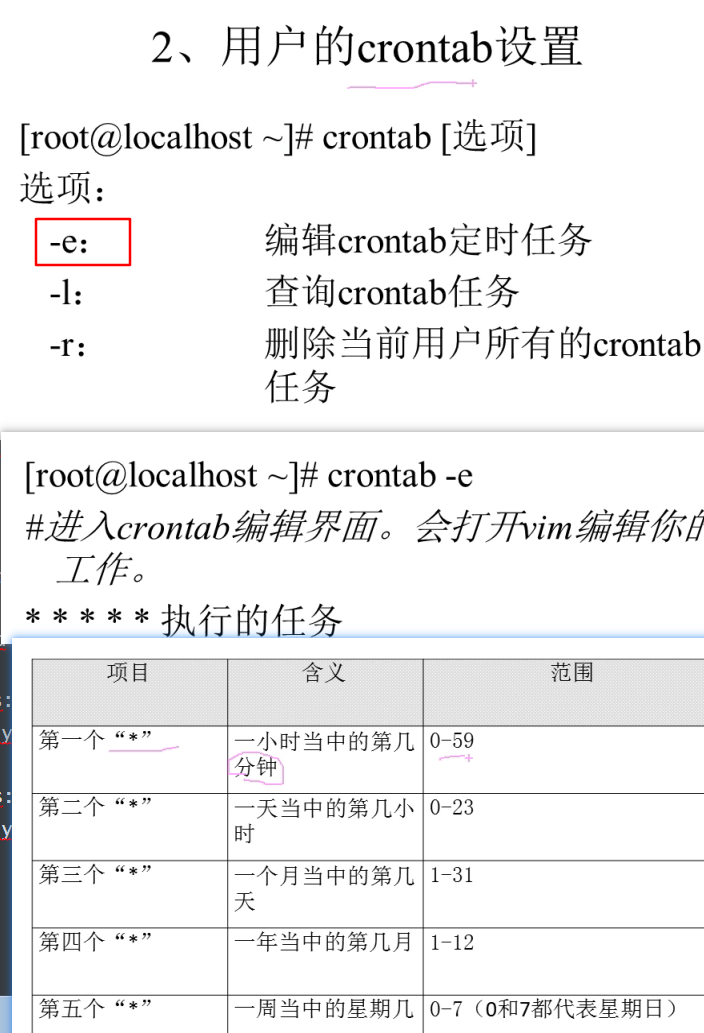 2、用户的crontab设置
[root@localhost ~]# crontab [选项]
选项：
-e： 编辑crontab定时任务
-l： 查询crontab任务
-r： 删除当前用户所有的crontab
任务
[root@localhost ~]# crontab -e
#进入crontab编辑界面。会打开vim编辑你的
工作。
* * * * * 执行的任务
项目 含义 范围
第一个“*” 一小时当中的第几 0-59
分钟
第二个“*” 一天当中的第几小 0-23
时
第三个“*” 一个月当中的第几 1-31
天
第四个“*” 一年当中的第几月 1-12
第五个“*” 一周当中的星期几 0-7（0和7都代表星期日）